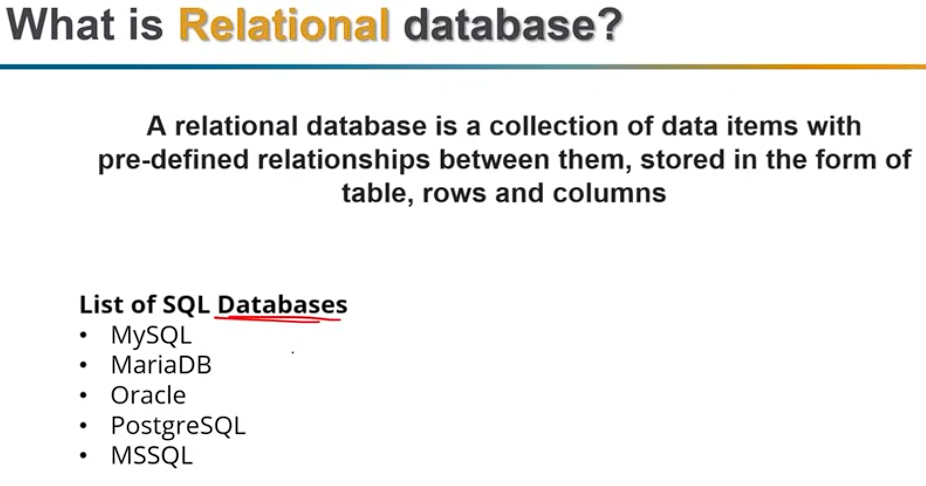 What is Relational database?
A relational database is a collection of data items with
pre-defined relationships between them, stored in the form of
table, rows and columns
List of SQL Databases
• MySQL
• MariaDB
• Oracle
• PostgreSQL
• MSSQL